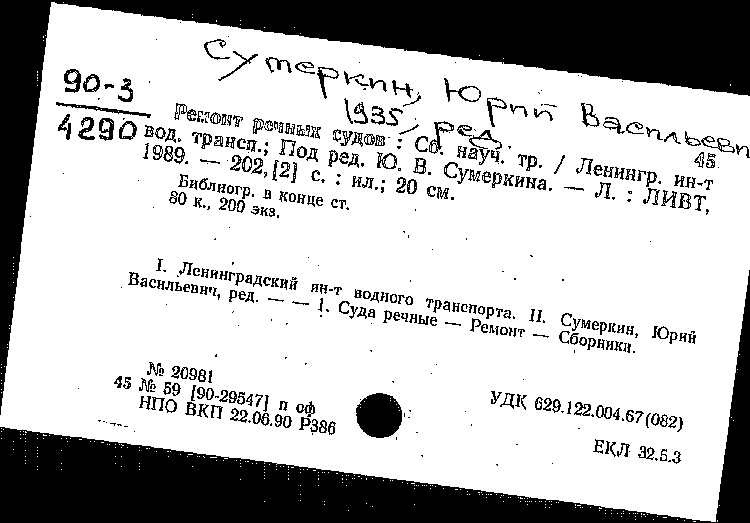 Сумеркин, Юрий Васильеви
1935, ред.
90-3
4290
45
Ремонт речных судов : Сб. науч. тр. / Ленингр. ин-т
вод. трансп.; Под ред. Ю. В. Сумеркина. — Л. : ЛИВТ,
1989. — 202, [2] с. : ил.; 20 см.
Библиогр. в конце ст.
80 к., 200 экз.
I. Ленинградский ин-т водного транспорта. II. Сумеркин, Юрий
Васильевич, ред. — — 1. Суда речные — Ремонт — Сборники.
№ 20981
45 № 59 [90-29547] п оф
НПО ВКП 22.06.90 Р386
УДК 629.122.004.67(082)
ЕКЛ 32.5.3